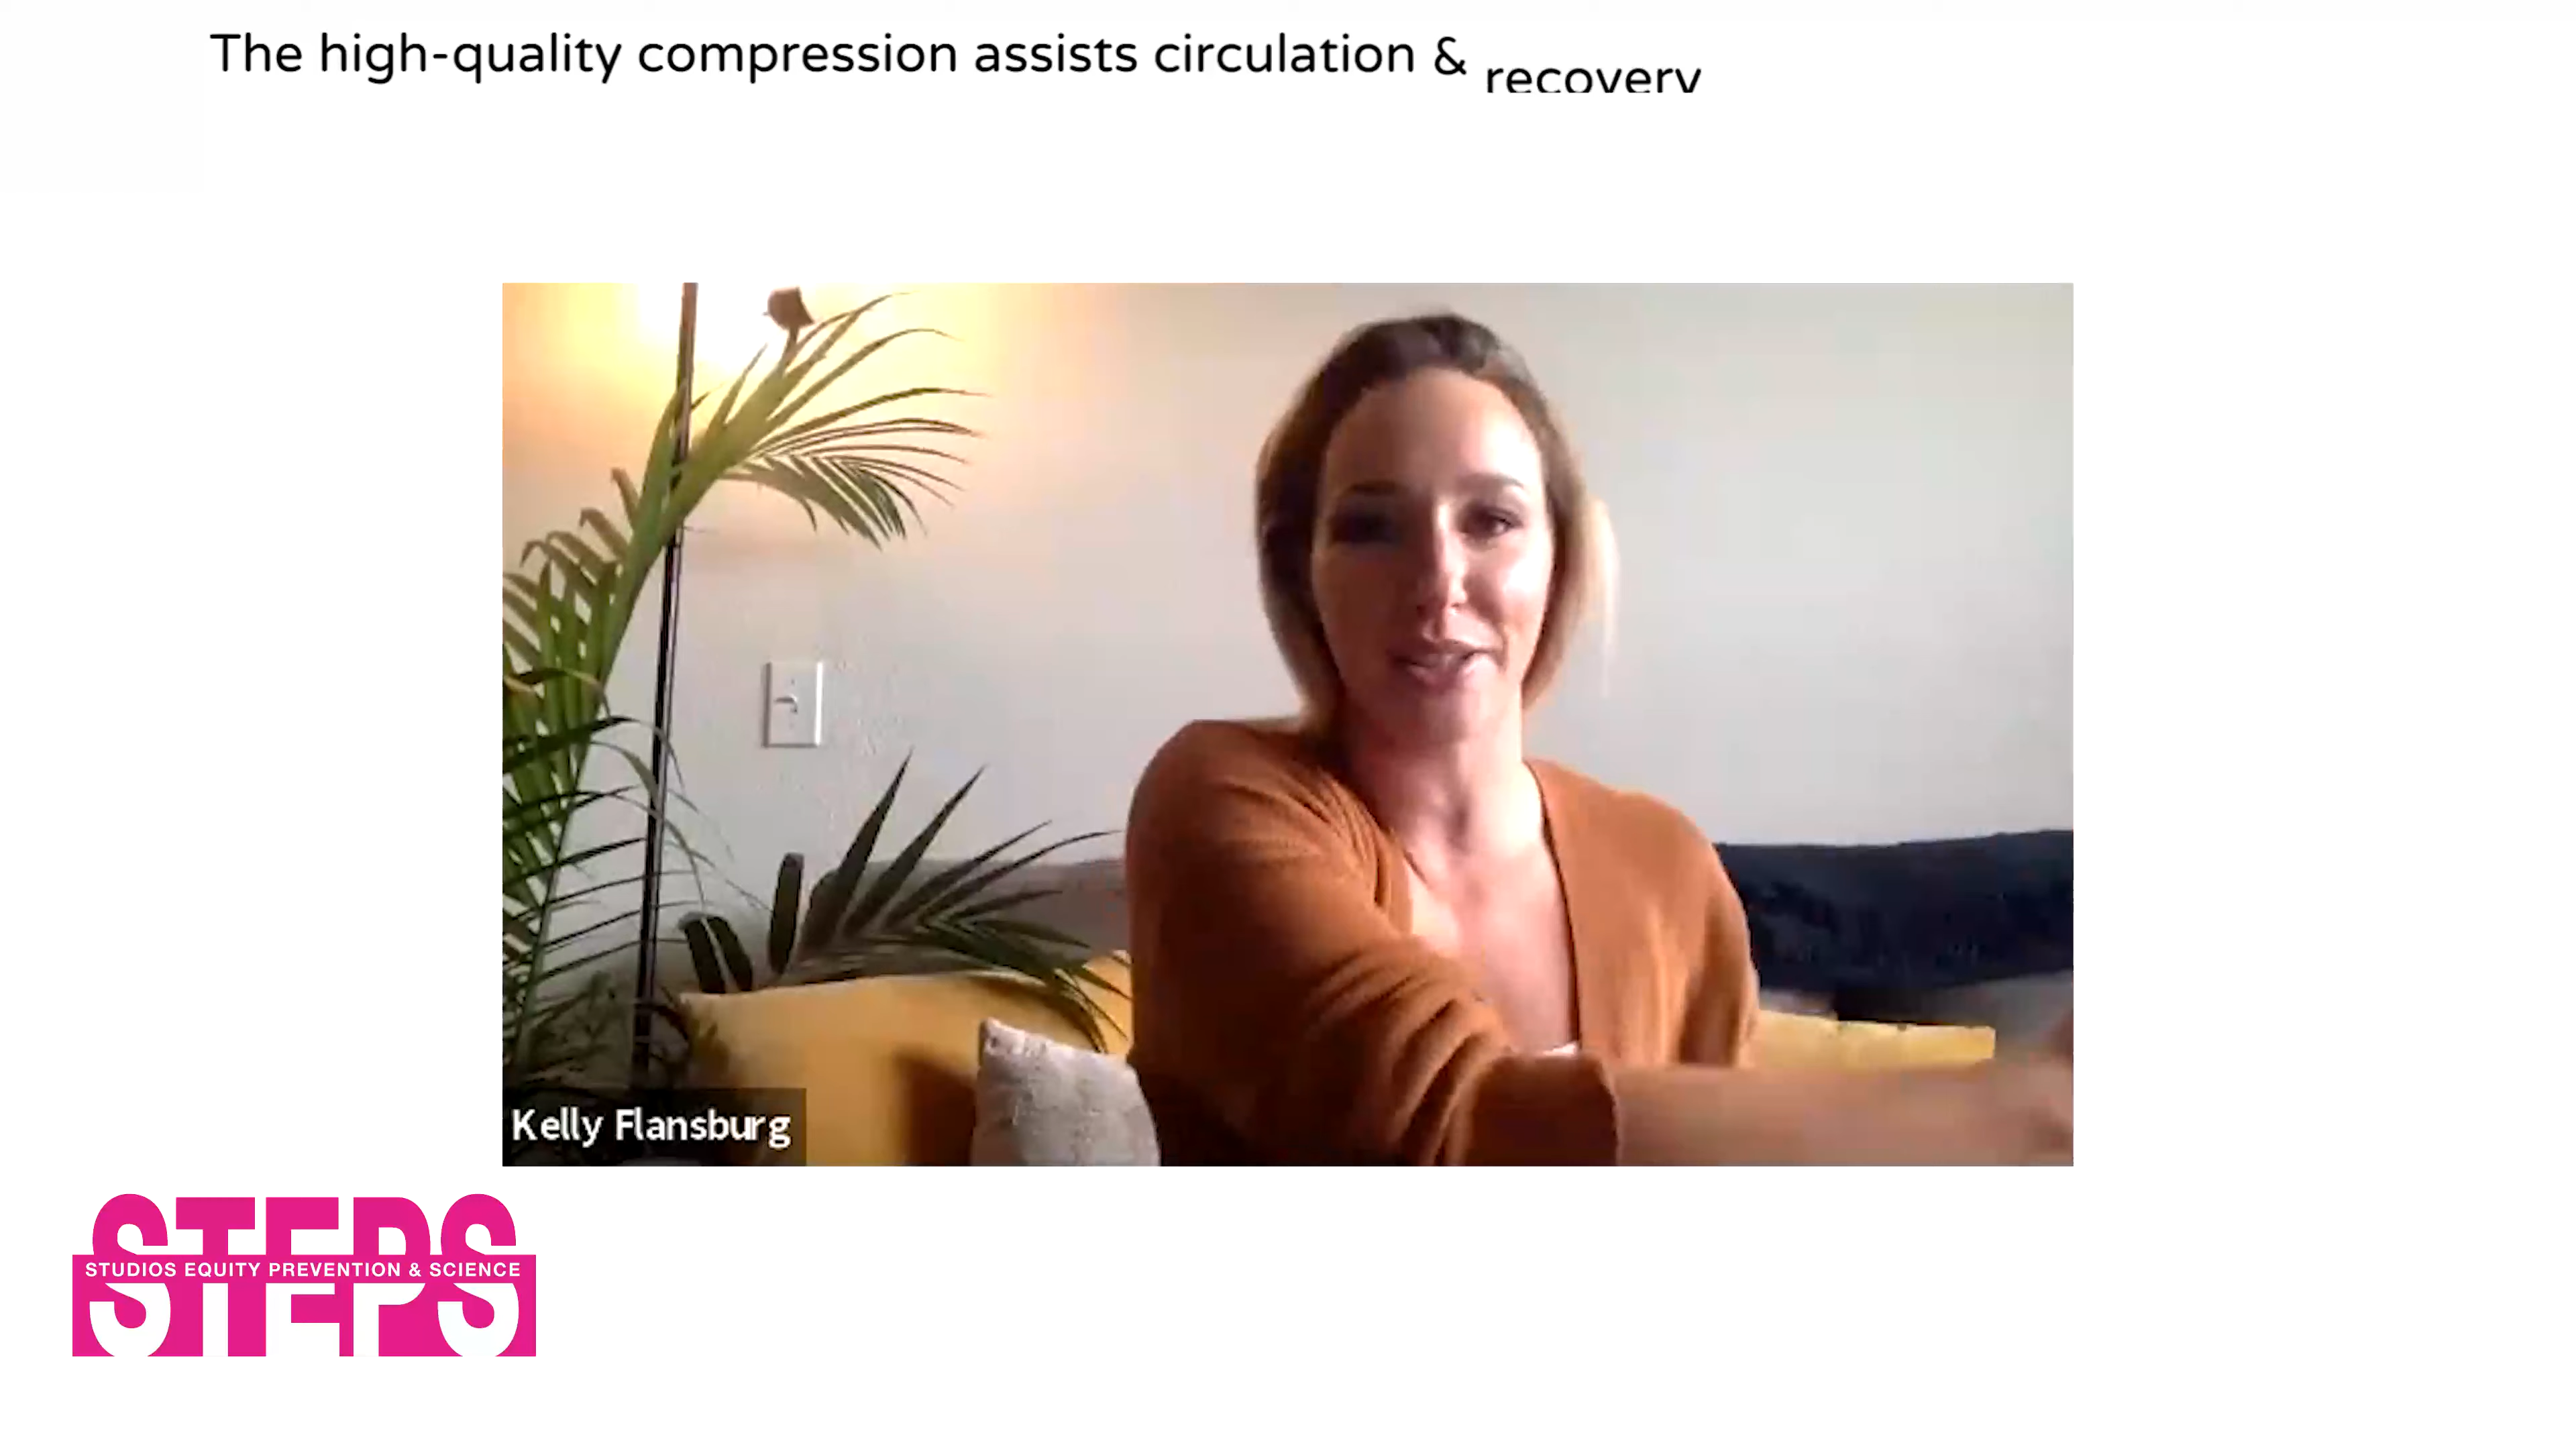 The high-quality compression assists circulation & recovery
Kelly Flansburg
STEPS
STUDIOS EQUITY PREVENTION & SCIENCE